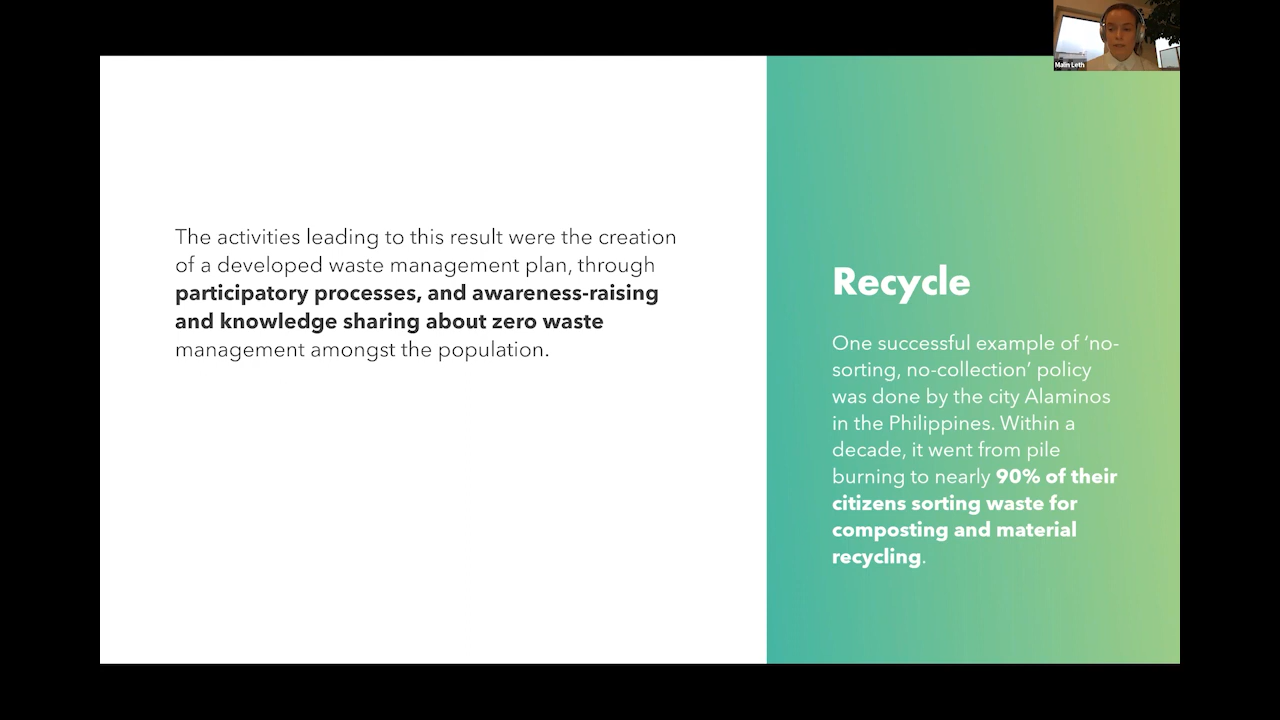 The activities leading to this result were the creation
of a developed waste management plan, through
participatory processes, and awareness-raising
and knowledge sharing about zero waste
management amongst the population.
Recycle
One successful example of ‘no-
sorting, no-collection’ policy
was done by the city Alaminos
in the Philippines. Within a
decade, it went from pile
burning to nearly 90% of their
citizens sorting waste for
composting and material
recycling.
Malin Leth